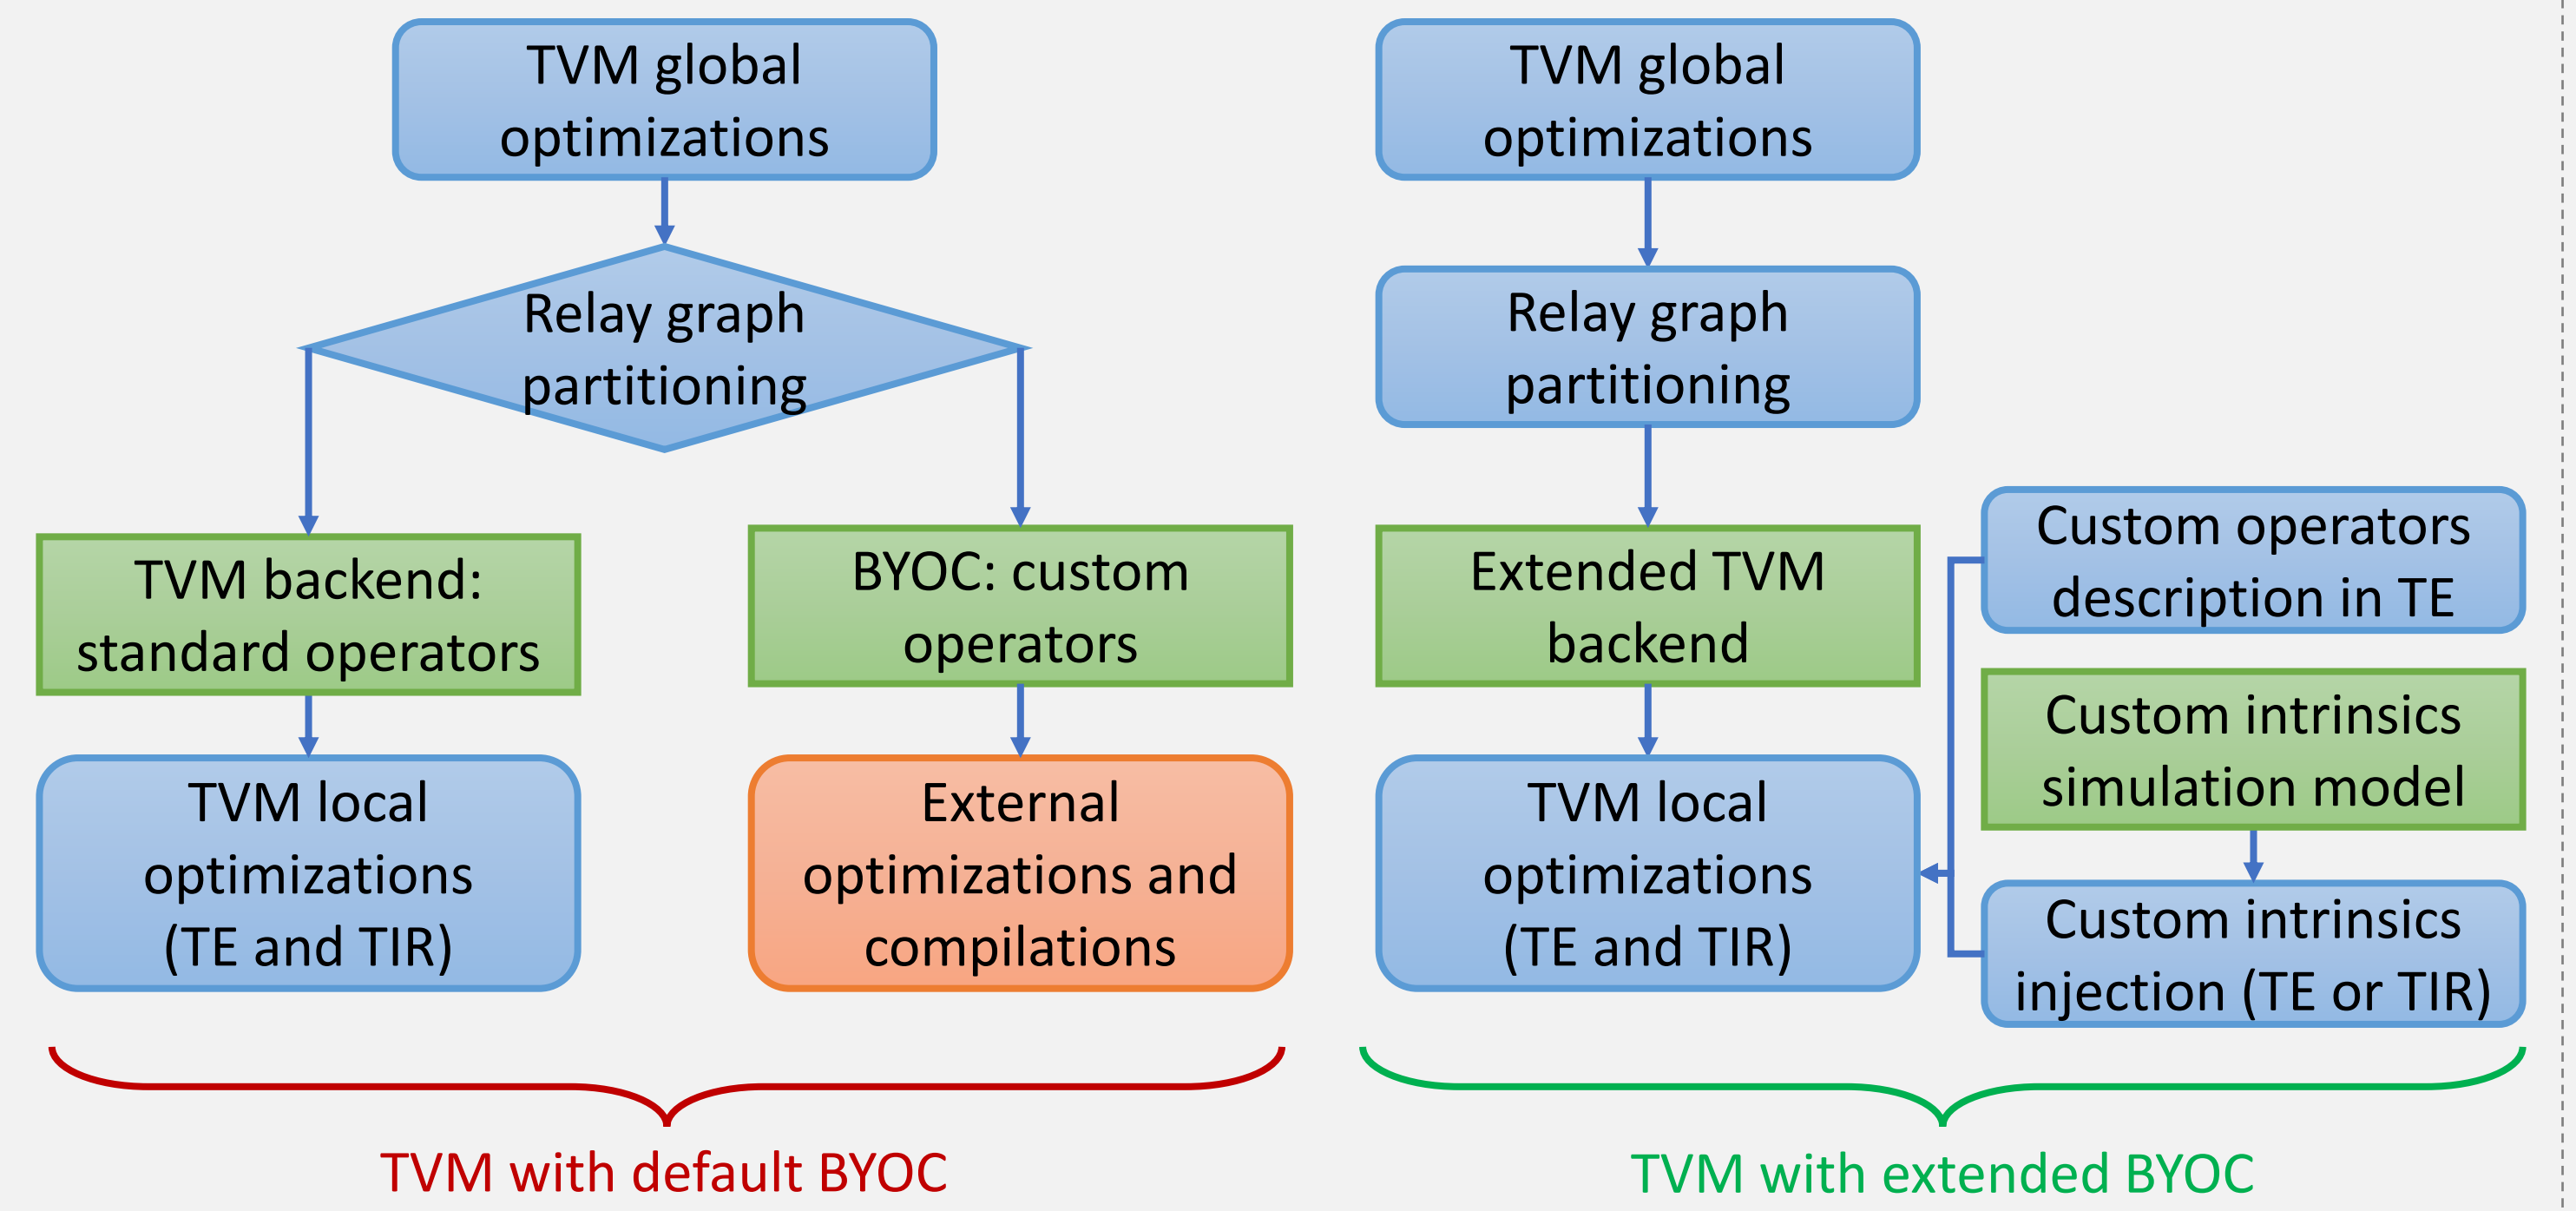 TVM global
optimizations
Relay graph
partitioning
TVM backend:
standard operators
BYOC: custom
operators
TVM local
optimizations
(TE and TIR)
External
optimizations and
compilations
TVM with default BYOC
TVM global
optimizations
Relay graph
partitioning
Extended TVM
backend
TVM local
optimizations
(TE and TIR)
Custom operators
description in TE
Custom intrinsics
simulation model
Custom intrinsics
injection (TE or TIR)
TVM with extended BYOC